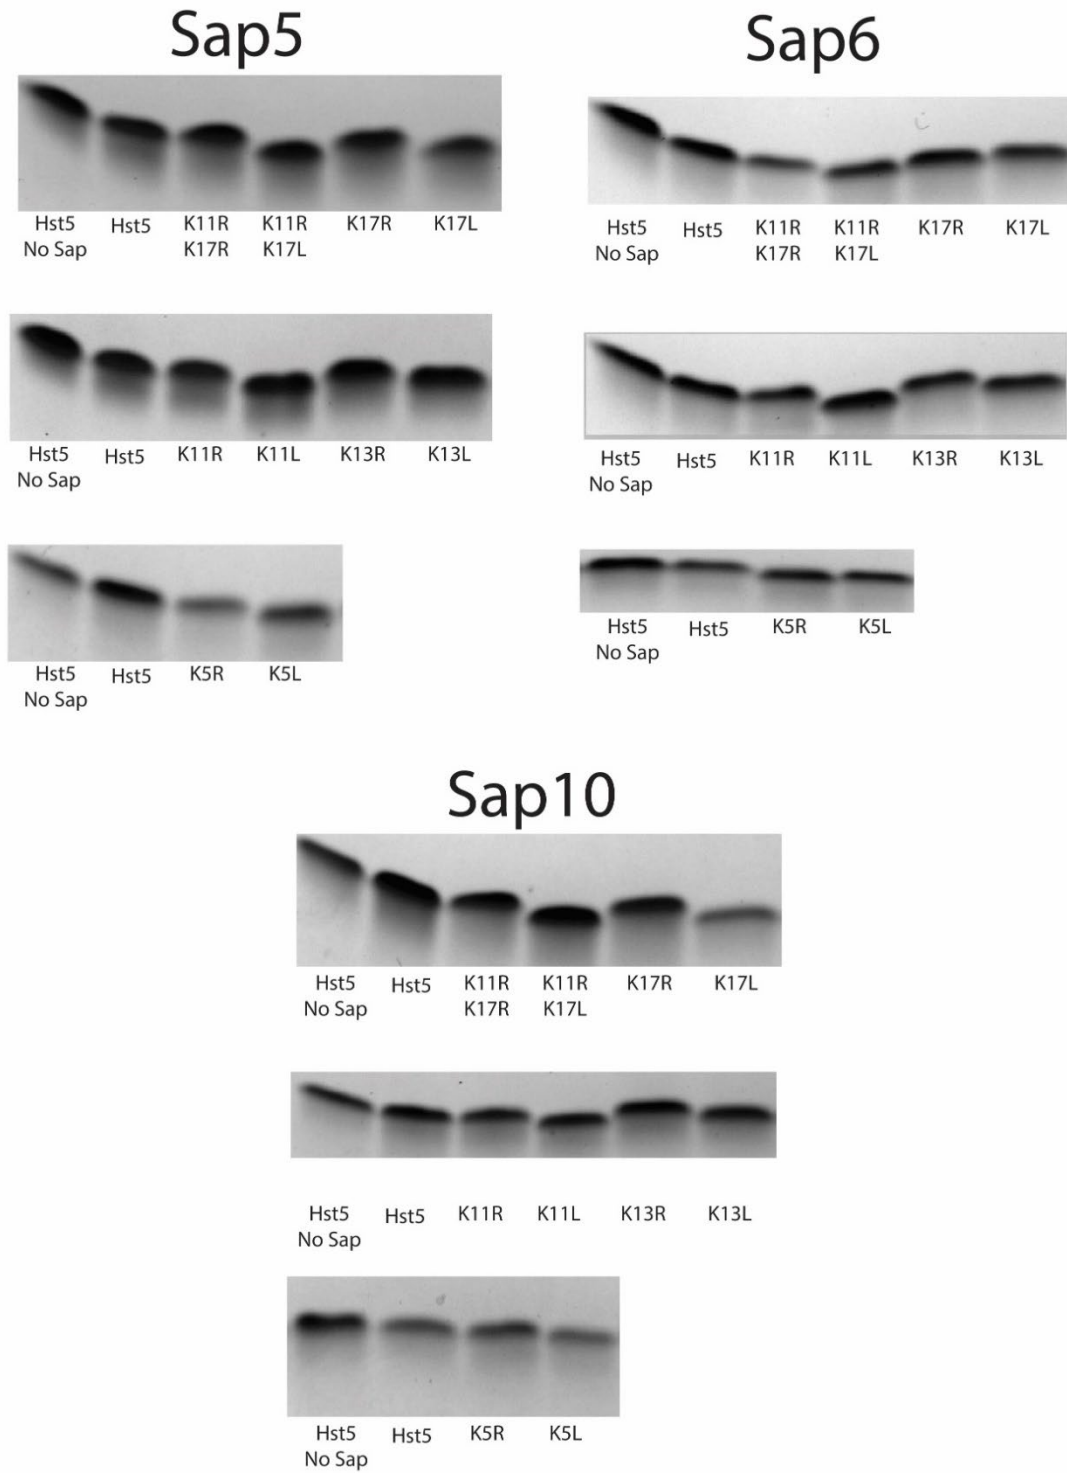 Sap5
Hst5 Hst5 K11R K11R K17R K17L
No Sap K17R K17L
Hst5 Hst5 K11R K11L K13R K13L
No Sap
Hst5 Hst5 K5R K5L
No Sap
Sap6
Hst5 Hst5 K11R K11R K17R K17L
No Sap K17R K17L
Hst5 Hst5 K11R K11L K13R K13L
No Sap
Hst5 Hst5 K5R K5L
No Sap
Sap10
Hst5 Hst5 K11R K11R K17R K17L
No Sap K17R K17L
Hst5 Hst5 K11R K11L K13R K13L
No Sap
Hst5 Hst5 K5R K5L
No Sap